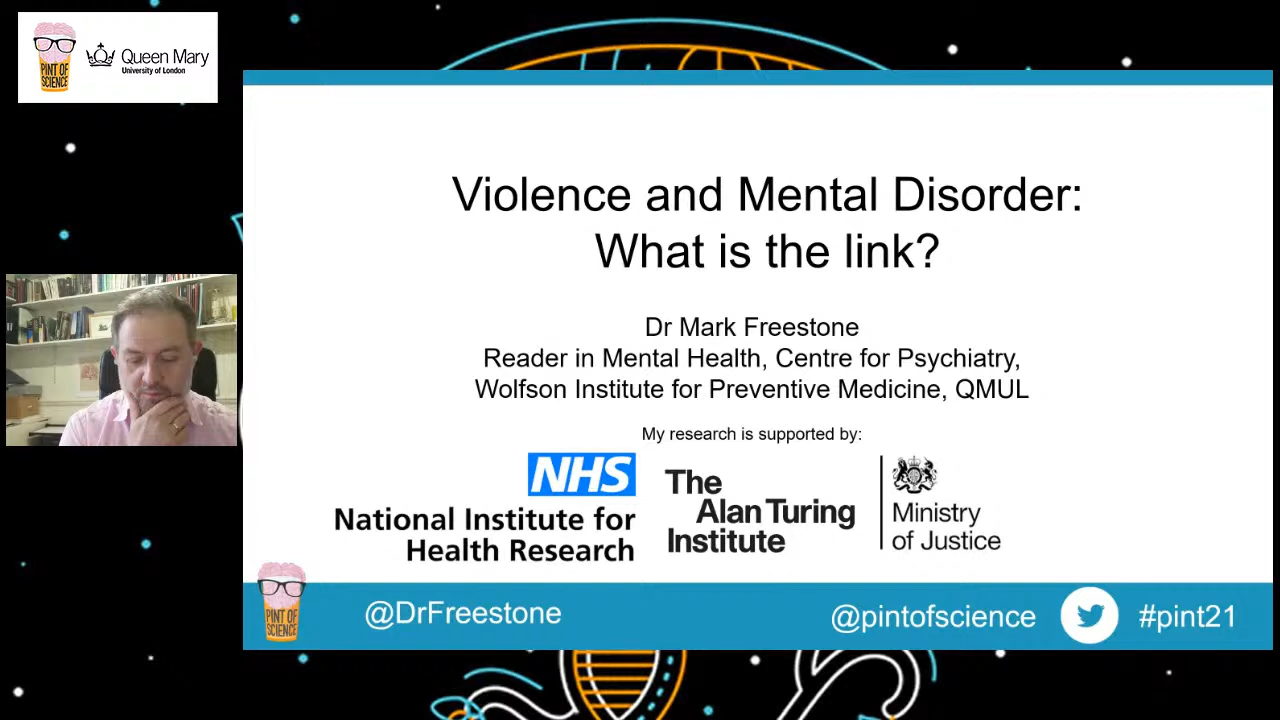 PINT OF
SCIENCE
Queen Mary
University of London
Violence and Mental Disorder:
What is the link?
Dr Mark Freestone
Reader in Mental Health, Centre for Psychiatry,
Wolfson Institute for Preventive Medicine, QMUL
My research is supported by:
NHS
National Institute for
Health Research
The
Alan Turing
Institute
Ministry
of Justice
PINT OF
SCIENCE
@DrFreestone
@pintofscience
#pint21